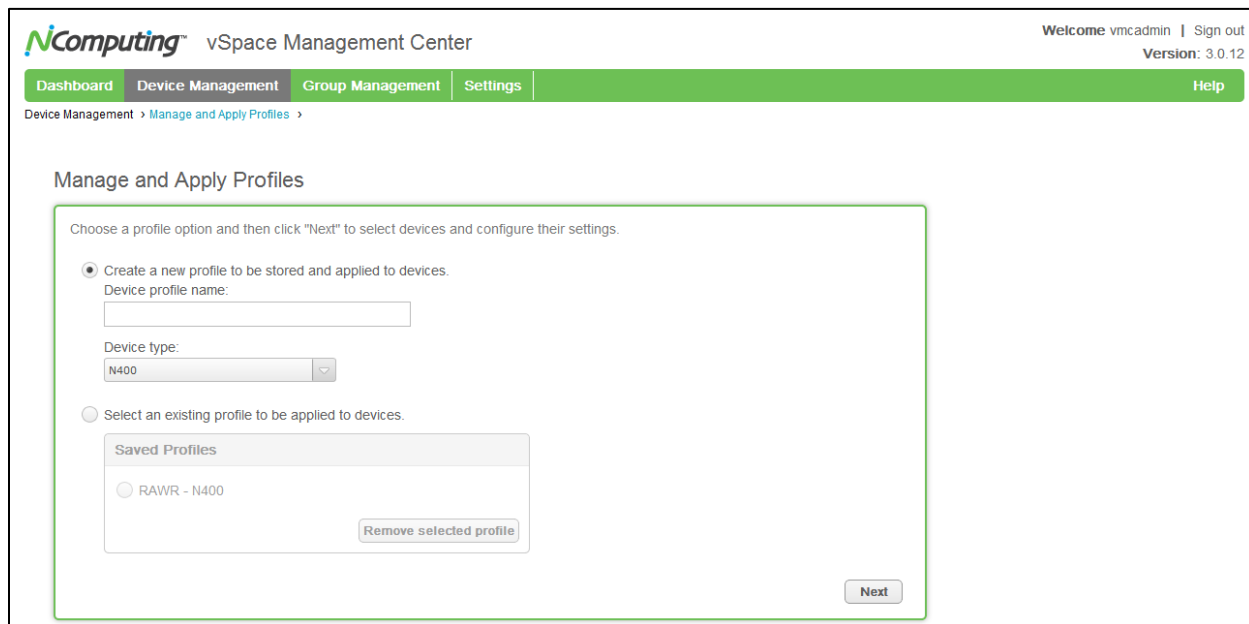 NComputing™ vSpace Management Center
Welcome vmcadmin | Sign out
Version: 3.0.12
Dashboard Device Management Group Management Settings Help
Device Management › Manage and Apply Profiles ›
Manage and Apply Profiles
Choose a profile option and then click "Next" to select devices and configure their settings.
Create a new profile to be stored and applied to devices.
Device profile name:
Device type:
N400
Select an existing profile to be applied to devices.
Saved Profiles
RAWR - N400
Remove selected profile
Next